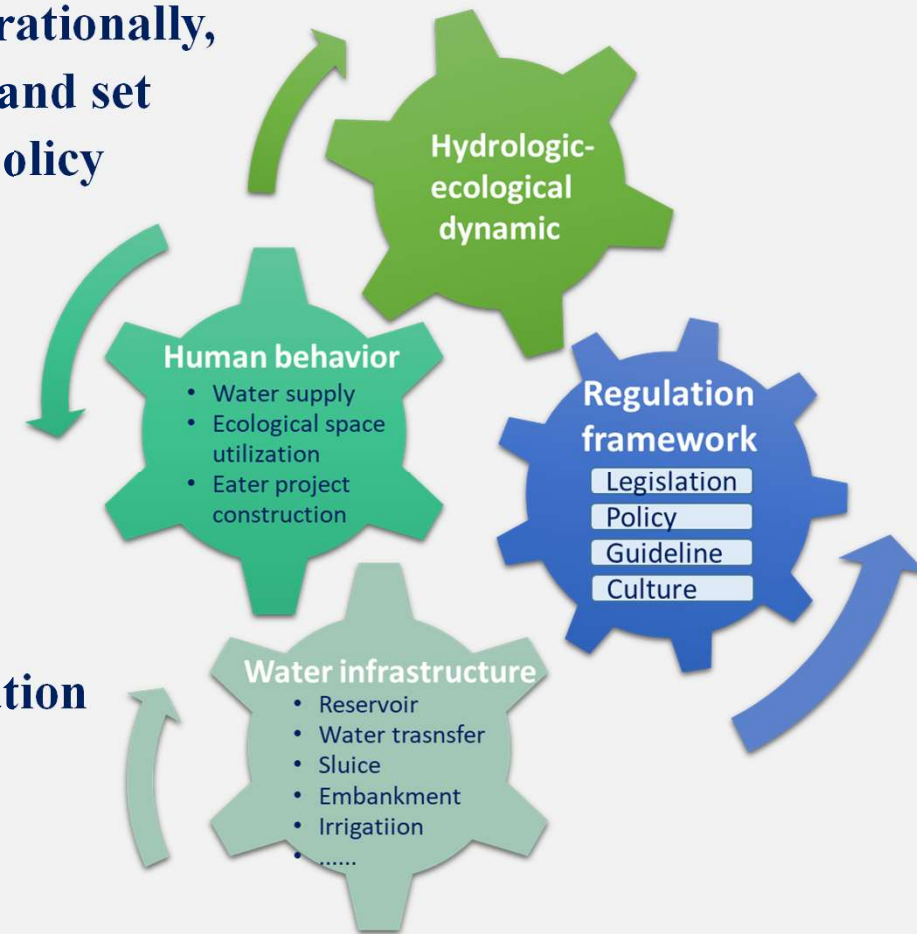 rationally,
and set
olicy
Hydrologic-
ecological
dynamic
Human behavior
• Water supply
• Ecological space
utilization
• Eater project
construction
Regulation
framework
Legislation
Policy
Guideline
Culture
tion
Water infrastructure
• Reservoir
• Water trasnsfer
• Sluice
• Embankment
• Irrigatiion
• ......